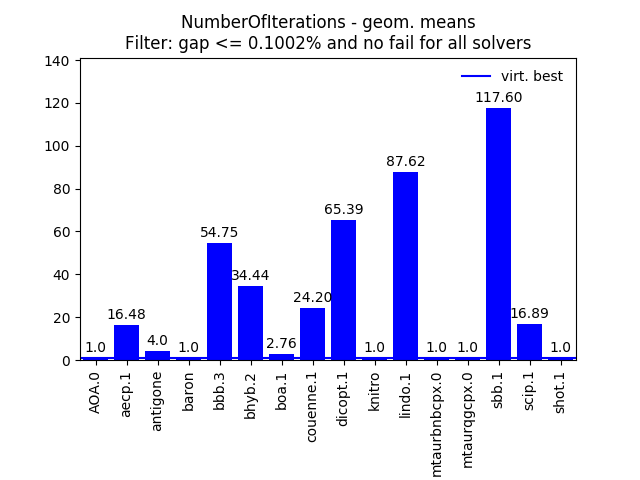 NumberOfIterations - geom. means
Filter: gap <= 0.1002% and no fail for all solvers
140
120
100
80
60
40
20
0
virt. best
1.0
16.48
4.0
1.0
54.75
34.44
2.76
24.20
65.39
1.0
87.62
1.0
1.0
117.60
16.89
1.0
AOA.0
aecp.1
antigone
baron
bbb.3
bhyb.2
boa.1
couenne.1
dicopt.1
knitro
lindo.1
mtaurbnbcpx.0
mtaurqgcpx.0
sbb.1
scip.1
shot.1